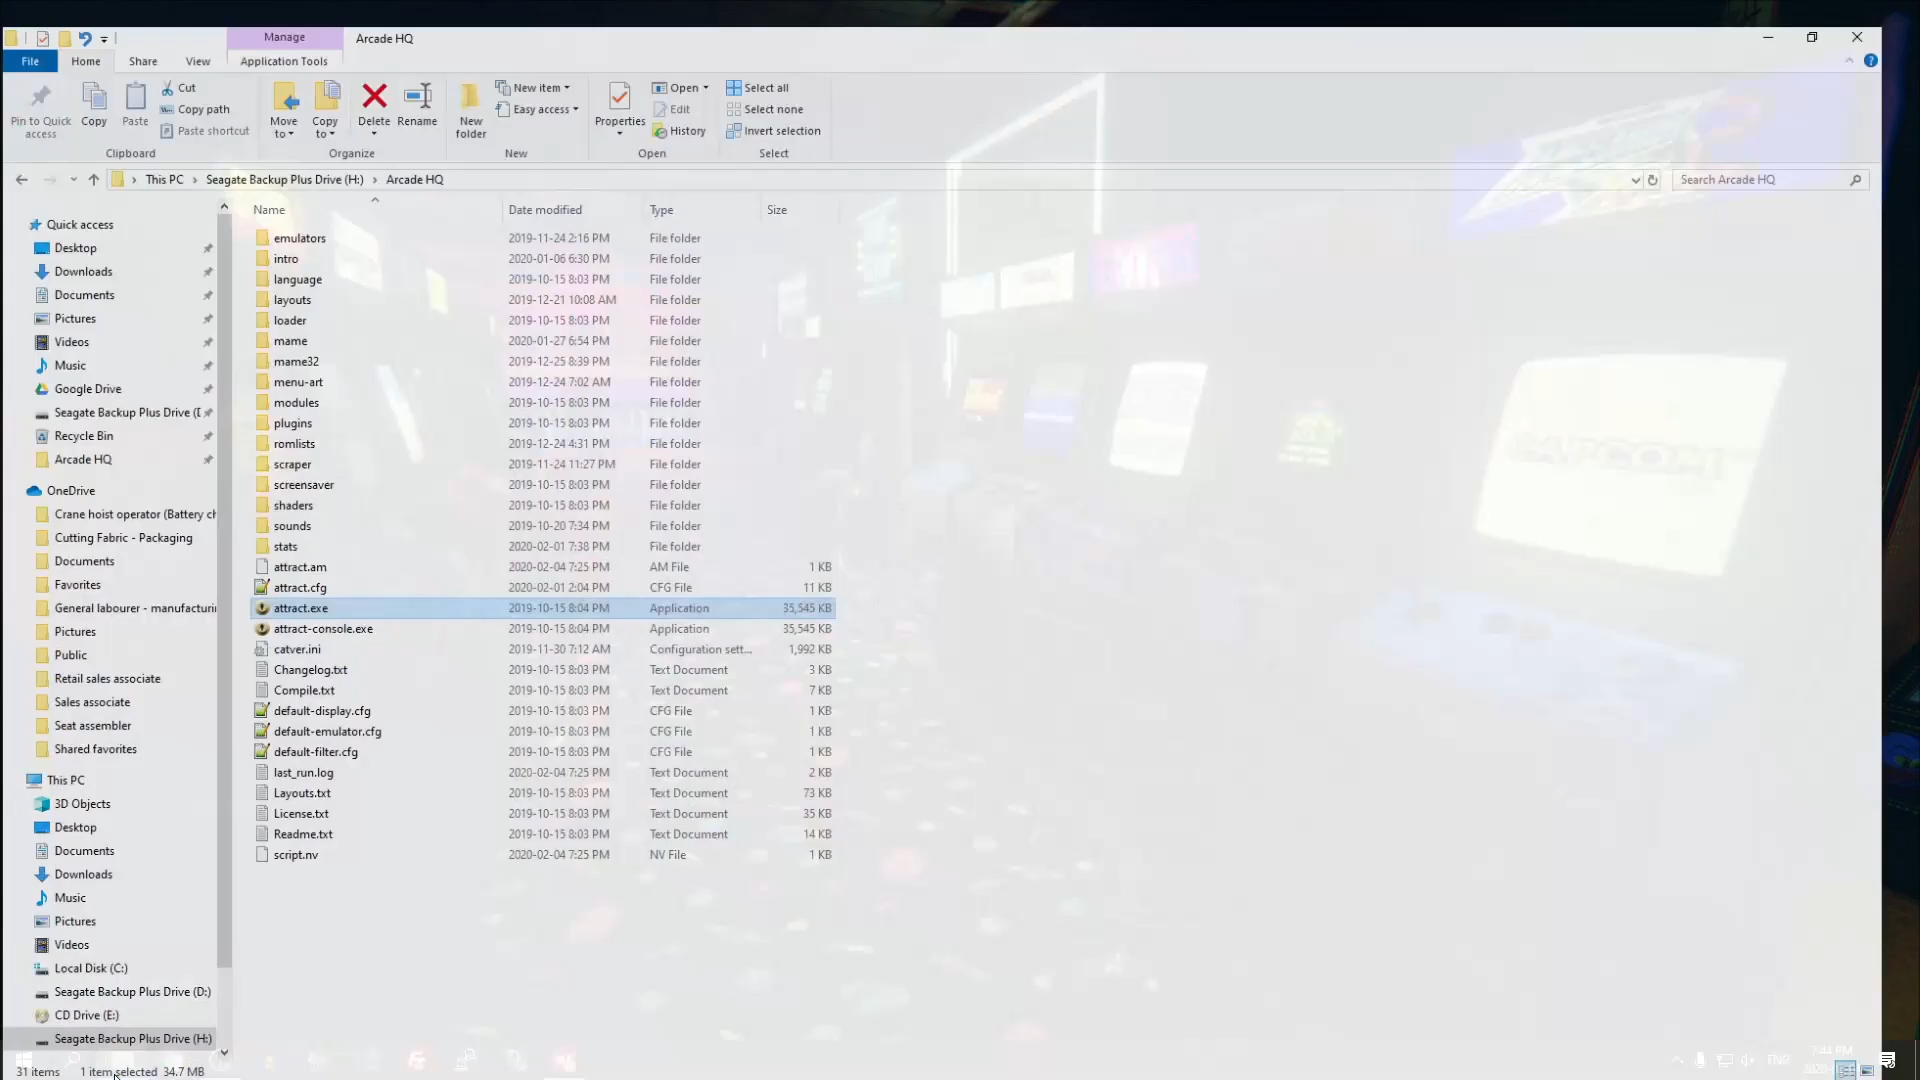 Manage
Arcade HQ
File
Home
Share
View
Application Tools
Pin to Quick access
Copy
Paste
Cut
Copy path
Paste shortcut
Clipboard
Move to
Copy to
Delete
Rename
Organize
New folder
New item
Easy access
New
Properties
Open
Edit
History
Open
Select all
Select none
Invert selection
Select
This PC
Seagate Backup Plus Drive (H:)
Arcade HQ
Search Arcade HQ
Quick access
Desktop
Downloads
Documents
Pictures
Videos
Music
Google Drive
Seagate Backup Plus Drive (D
Recycle Bin
Arcade HQ
OneDrive
Crane hoist operator (Battery ch
Cutting Fabric - Packaging
Documents
Favorites
General labourer - manufacturi
Pictures
Public
Retail sales associate
Sales associate
Seat assembler
Shared favorites
This PC
3D Objects
Desktop
Documents
Downloads
Music
Pictures
Videos
Local Disk (C:)
Seagate Backup Plus Drive (D:)
CD Drive (E:)
Seagate Backup Plus Drive (H:)
Name Date modified Type Size
emulators 2019-11-24 2:16 PM File folder
intro 2020-01-06 6:30 PM File folder
language 2019-10-15 8:03 PM File folder
layouts 2019-12-21 10:08 AM File folder
loader 2019-10-15 8:03 PM File folder
mame 2020-01-27 6:54 PM File folder
mame32 2019-12-25 8:39 PM File folder
menu-art 2019-12-24 7:02 AM File folder
modules 2019-10-15 8:03 PM File folder
plugins 2019-10-15 8:03 PM File folder
romlists 2019-12-24 4:31 PM File folder
scraper 2019-11-24 11:27 PM File folder
screensaver 2019-10-15 8:03 PM File folder
shaders 2019-10-15 8:03 PM File folder
sounds 2019-10-20 7:34 PM File folder
stats 2020-02-01 7:38 PM File folder
attract.am 2020-02-04 7:25 PM AM File 1 KB
attract.cfg 2020-02-01 2:04 PM CFG File 11 KB
attract.exe 2019-10-15 8:04 PM Application 35,545 KB
attract-console.exe 2019-10-15 8:04 PM Application 35,545 KB
catver.ini 2019-11-30 7:12 AM Configuration sett... 1,992 KB
Changelog.txt 2019-10-15 8:03 PM Text Document 3 KB
Compile.txt 2019-10-15 8:03 PM Text Document 7 KB
default-display.cfg 2019-10-15 8:03 PM CFG File 1 KB
default-emulator.cfg 2019-10-15 8:03 PM CFG File 1 KB
default-filter.cfg 2019-10-15 8:03 PM CFG File 1 KB
last_run.log 2020-02-04 7:25 PM Text Document 2 KB
Layouts.txt 2019-10-15 8:03 PM Text Document 73 KB
License.txt 2019-10-15 8:03 PM Text Document 35 KB
Readme.txt 2019-10-15 8:03 PM Text Document 14 KB
script.nv 2020-02-04 7:25 PM NV File 1 KB
CAPCOM
31 items 1 item selected 34.7 MB
ENG
7:44 PM